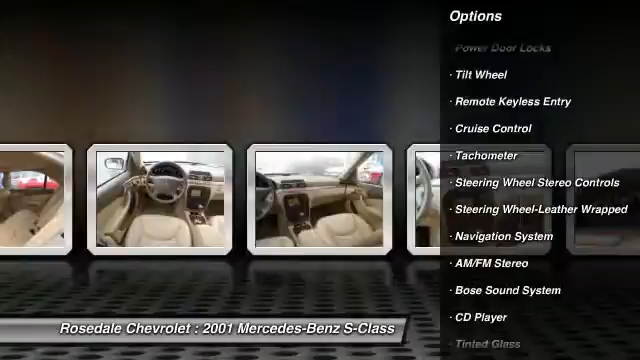 Options
· Power Door Locks
· Tilt Wheel
· Remote Keyless Entry
· Cruise Control
· Tachometer
· Steering Wheel Stereo Controls
· Steering Wheel-Leather Wrapped
· Navigation System
· AM/FM Stereo
· Bose Sound System
· CD Player
· Tinted Glass
Rosedale Chevrolet : 2001 Mercedes-Benz S-Class